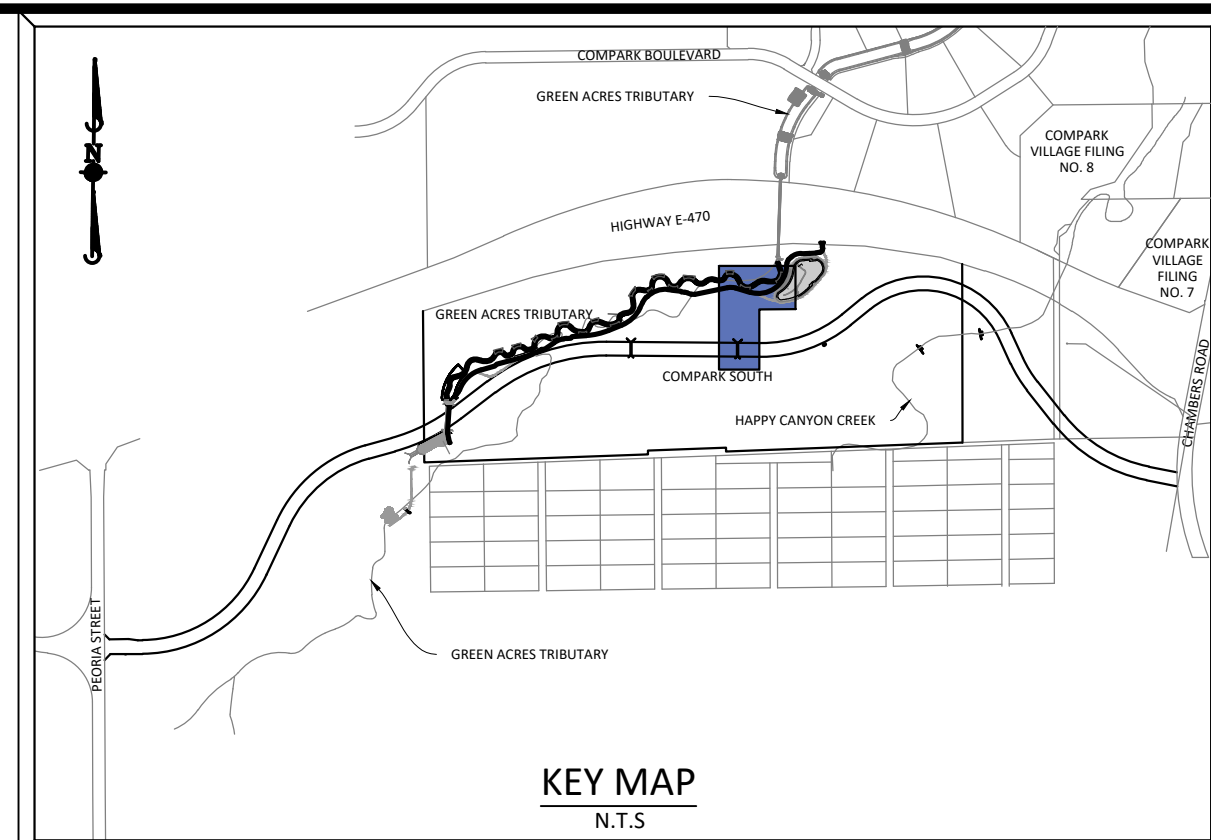 COMPARK BOULEVARD
GREEN ACRES TRIBUTARY
COMPARK
VILLAGE FILING
NO. 8
N
HIGHWAY E-470
COMPARK
VILLAGE
FILING
NO. 7
GREEN ACRES TRIBUTARY
COMPARK SOUTH
HAPPY CANYON CREEK
CHAMBERS ROAD
PEORIA STREET
GREEN ACRES TRIBUTARY
KEY MAP
N.T.S